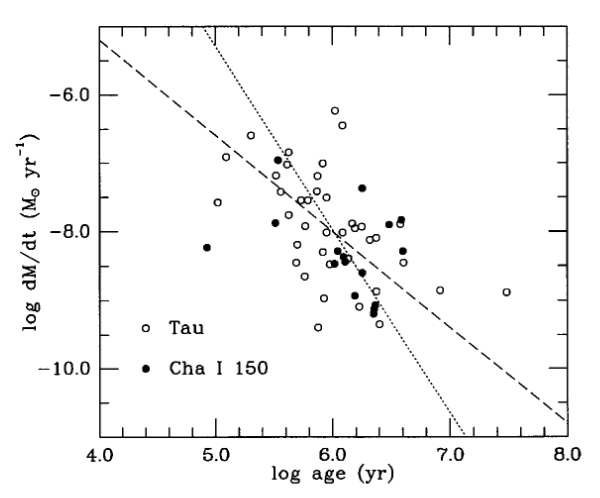 −6.0
−8.0
−10.0
log dM/dt (M⊙ yr⁻¹)
Tau
Cha I 150
4.0 5.0 6.0 7.0 8.0
log age (yr)